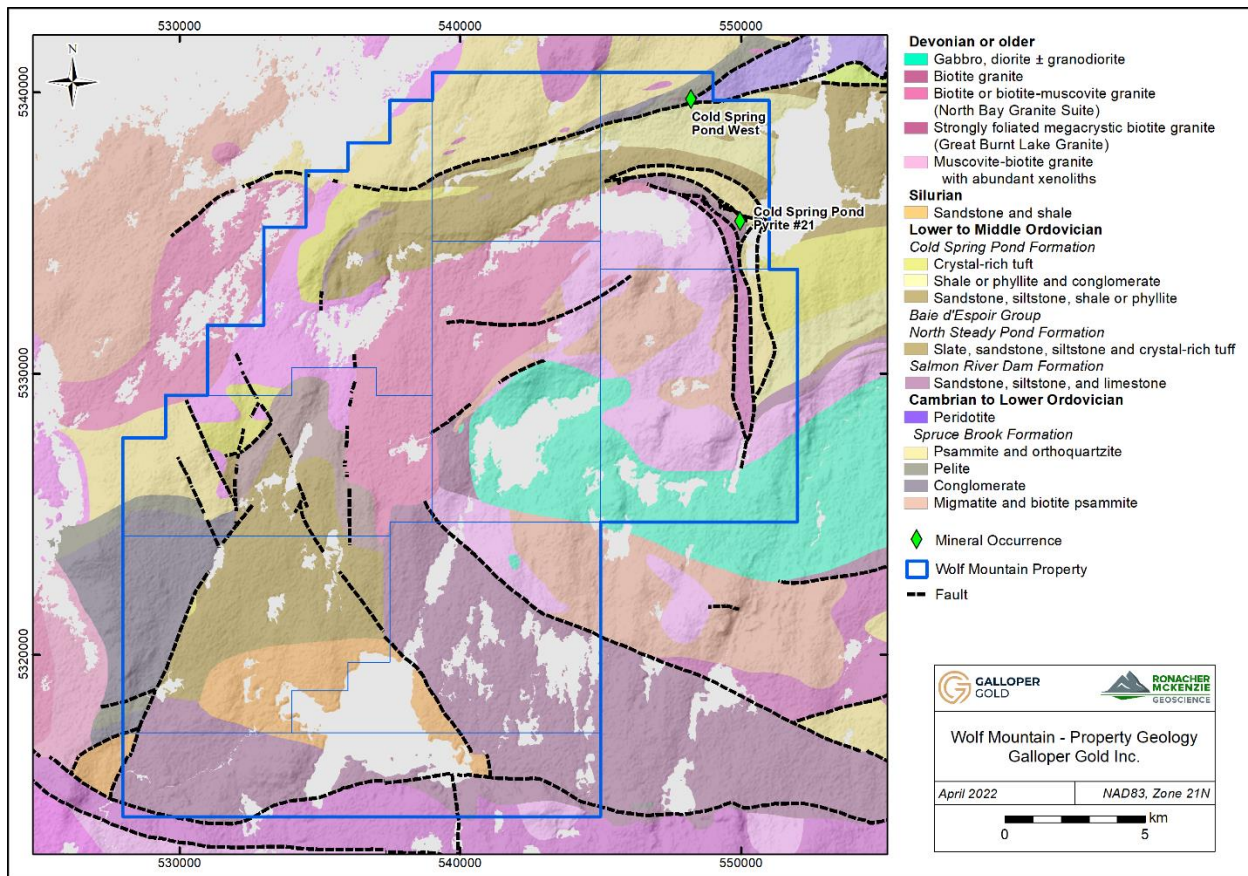 530000
540000
550000
N
5340000
5330000
5320000
5340000
5330000
5320000
530000
540000
550000
Cold Spring
Pond West
Cold Spring Pond
Pyrite #21
Devonian or older
Gabbro, diorite ± granodiorite
Biotite granite
Biotite or biotite-muscovite granite
(North Bay Granite Suite)
Strongly foliated megacrystic biotite granite
(Great Burnt Lake Granite)
Muscovite-biotite granite
with abundant xenoliths
Silurian
Sandstone and shale
Lower to Middle Ordovician
Cold Spring Pond Formation
Crystal-rich tuft
Shale or phyllite and conglomerate
Sandstone, siltstone, shale or phyllite
Baie d'Espoir Group
North Steady Pond Formation
Slate, sandstone, siltstone and crystal-rich tuff
Salmon River Dam Formation
Sandstone, siltstone, and limestone
Cambrian to Lower Ordovician
Peridotite
Spruce Brook Formation
Psammite and orthoquartzite
Pelite
Conglomerate
Migmatite and biotite psammite
Mineral Occurrence
Wolf Mountain Property
Fault
GALLOPER
GOLD
RONACHER
MCKENZIE
GEOSCIENCE
Wolf Mountain - Property Geology
Galloper Gold Inc.
April 2022
NAD83, Zone 21N
km
0
5